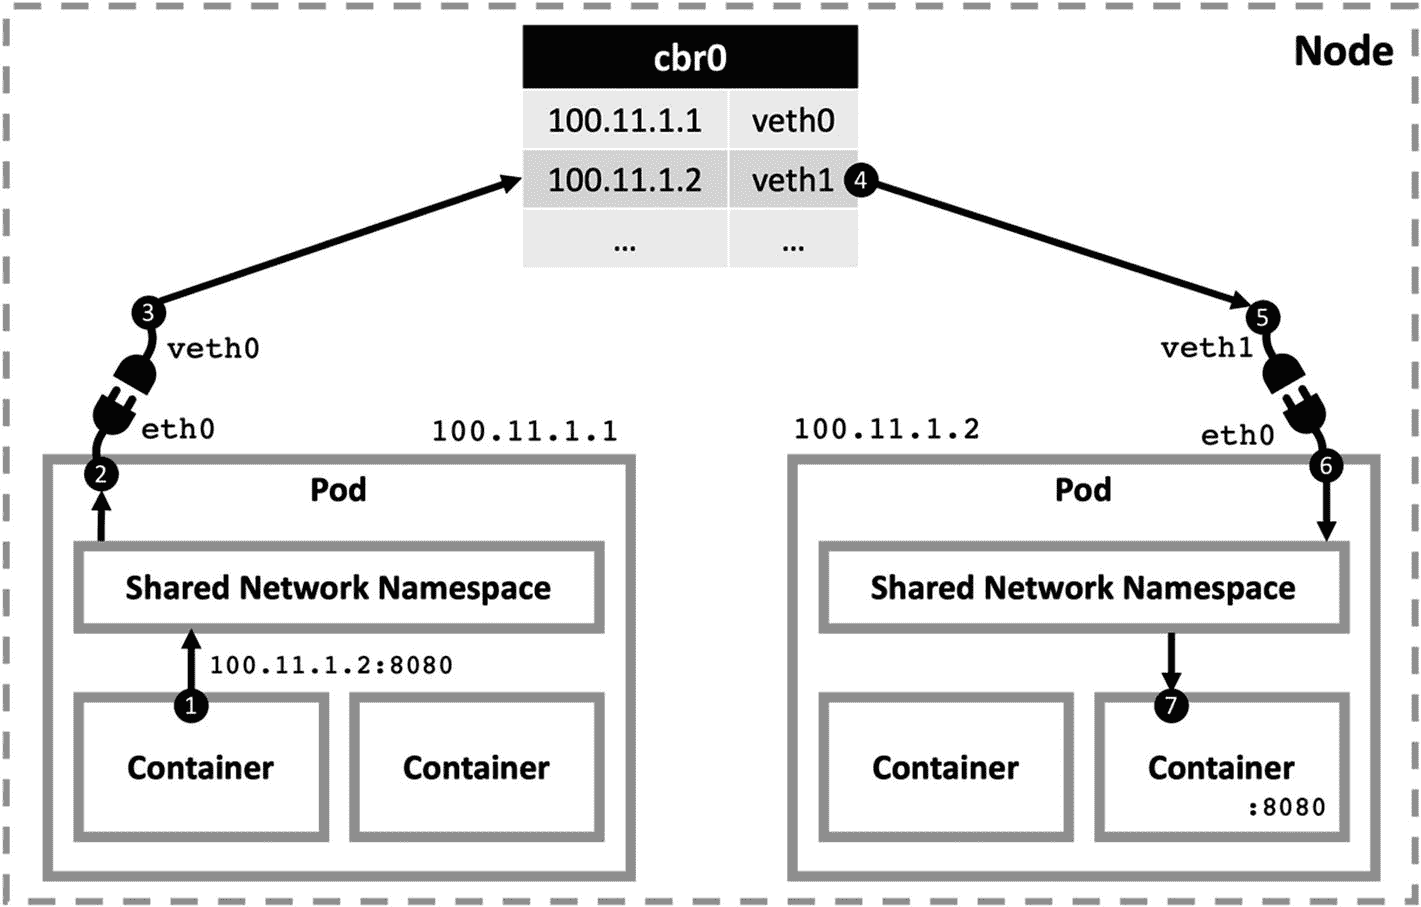 Node
cbr0
100.11.1.1 veth0
100.11.1.2 veth1 4
... ...
3
veth0
eth0
2
100.11.1.1
Pod
Shared Network Namespace
100.11.1.2:8080
1
Container
Container
5
veth1
eth0
6
100.11.1.2
Pod
Shared Network Namespace
7
Container
Container
:8080